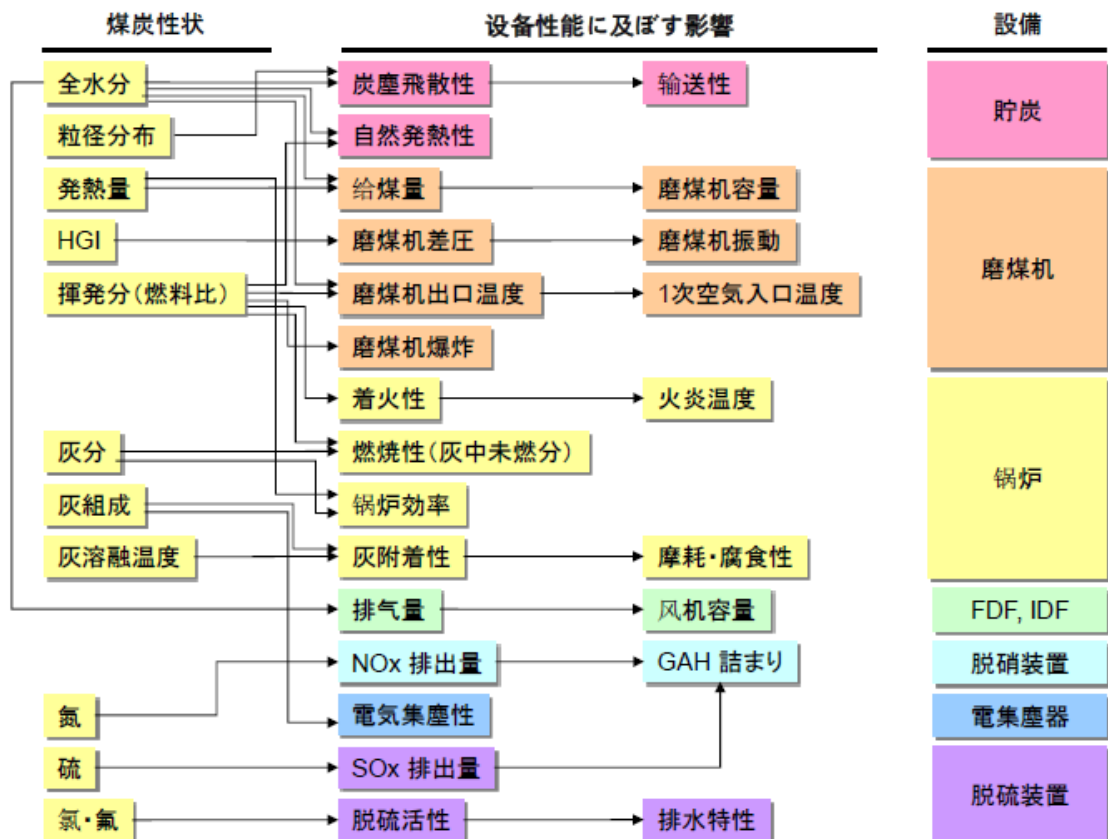 煤炭性状 设备性能に及ぼす影響 設備
全水分 炭塵飛散性 输送性 貯炭
粒径分布 自然発熱性
発熱量 给煤量 磨煤机容量 磨煤机
HGI 磨煤机差圧 磨煤机振動
揮発分(燃料比) 磨煤机出口温度 1次空気入口温度
磨煤机爆炸
着火性 火炎温度 锅炉
灰分 燃焼性(灰中未燃分)
灰組成 锅炉効率
灰溶融温度 灰附着性 摩耗・腐食性
排气量 风机容量 FDF, IDF
NOx 排出量 GAH 詰まり 脱硝装置
氮 電気集塵性 電集塵器
硫 SOx 排出量 脱硫装置
氯・氟 脱硫活性 排水特性